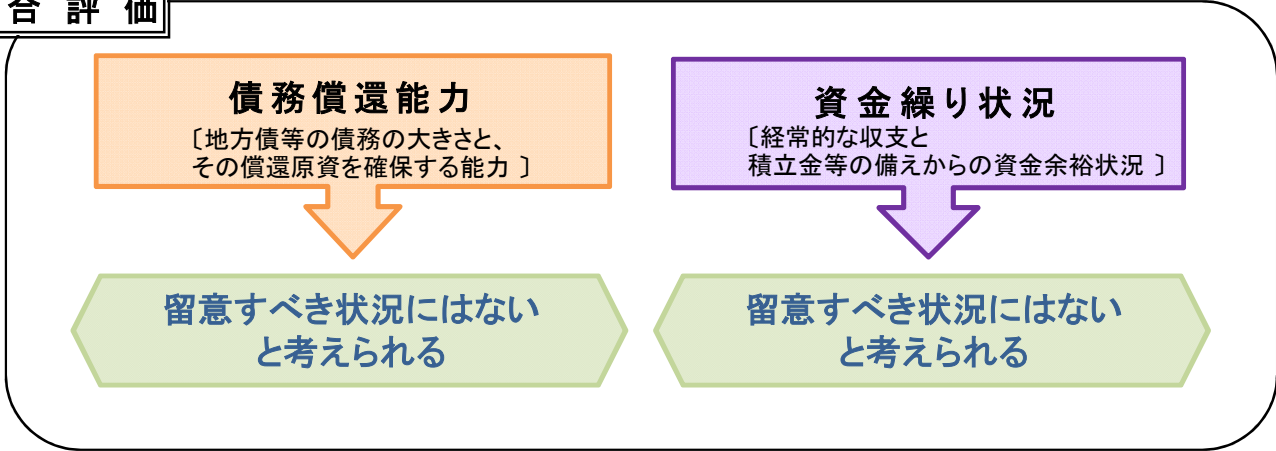 合 評 価
債務償還能力
〔地方債等の債務の大きさと、
その償還原資を確保する能力 〕
資金繰り状況
〔経常的な収支と
積立金等の備えからの資金余裕状況 〕
留意すべき状況にはない
と考えられる
留意すべき状況にはない
と考えられる